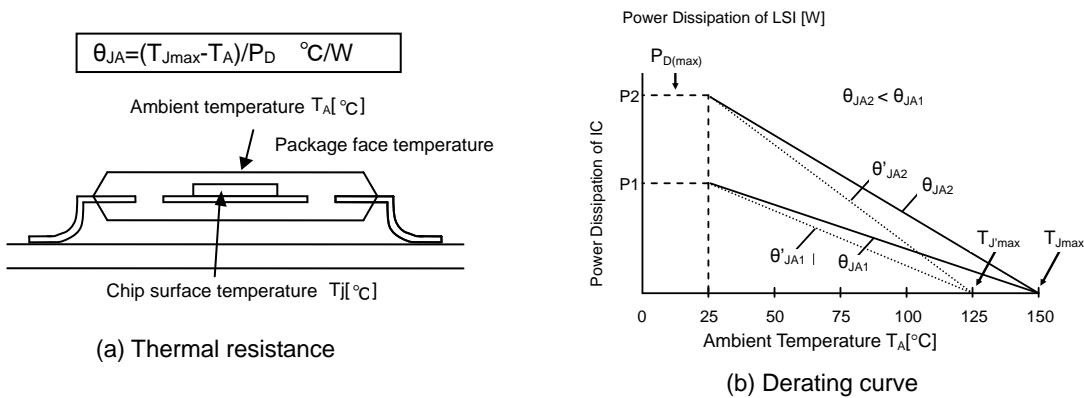 θJA=(TJmax-TA)/PD   ℃/W
Ambient temperature TA[℃]
Package face temperature
Chip surface temperature Tj[℃]
(a) Thermal resistance
Power Dissipation of LSI [W]
PD(max)
P2
θJA2 < θJA1
Power Dissipation of IC
θ'JA2
θJA2
P1
TJ'max
TJmax
θ'JA1
θJA1
0 25 50 75 100 125 150
Ambient Temperature TA[°C]
(b) Derating curve